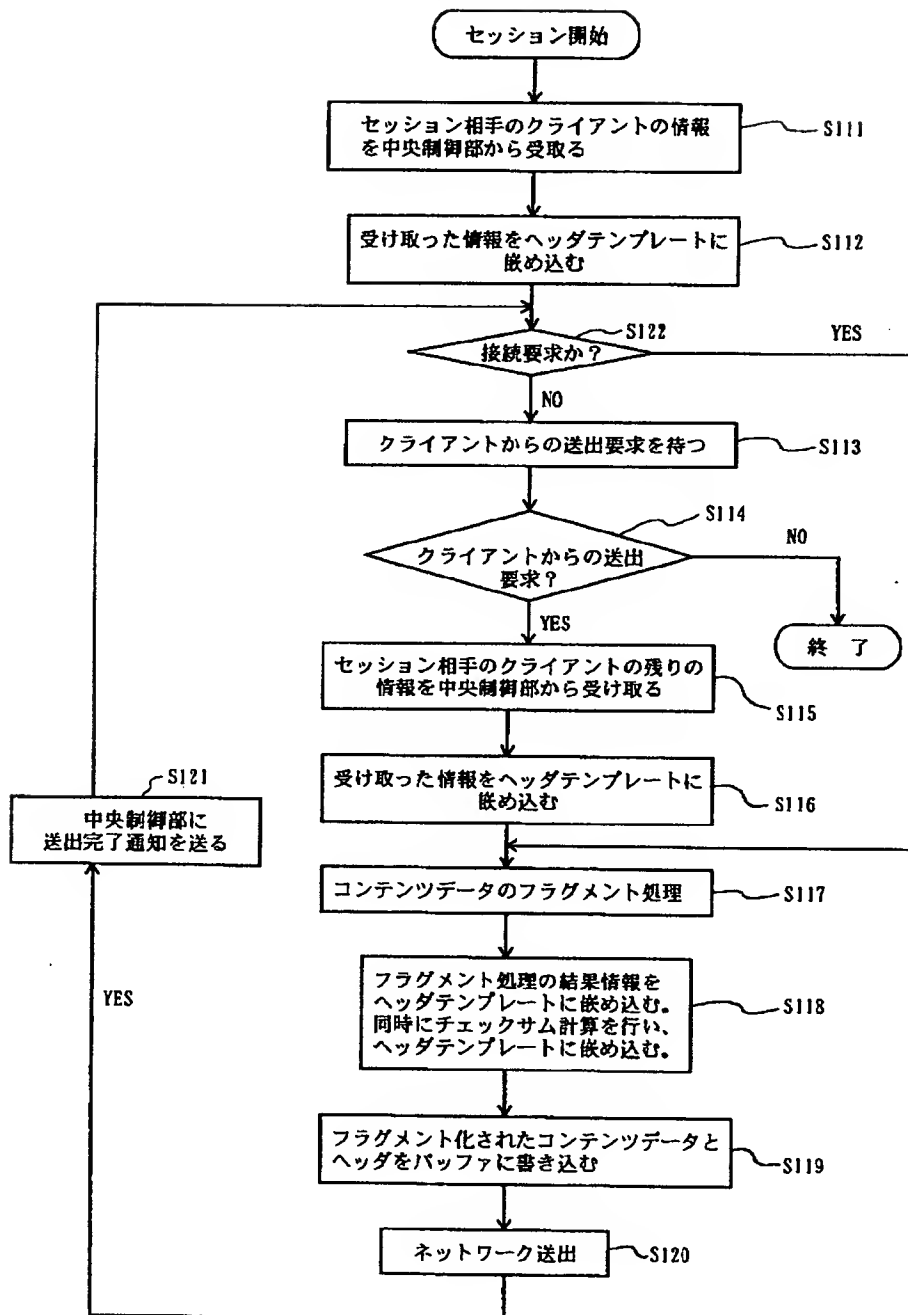 セッション開始
セッション相手のクライアントの情報
を中央制御部から受取る
S111
受け取った情報をヘッダテンプレートに
嵌め込む
S112
S122
接続要求か？
YES
NO
クライアントからの送出要求を待つ
S113
S114
クライアントからの送出
要求？
NO
YES
終 了
セッション相手のクライアントの残りの
情報を中央制御部から受け取る
S115
受け取った情報をヘッダテンプレートに
嵌め込む
S116
S121
中央制御部に
送出完了通知を送る
コンテンツデータのフラグメント処理
S117
YES
フラグメント処理の結果情報を
ヘッダテンプレートに嵌め込む。
同時にチェックサム計算を行い、
ヘッダテンプレートに嵌め込む。
S118
フラグメント化されたコンテンツデータと
ヘッダをバッファに書き込む
S119
ネットワーク送出
S120